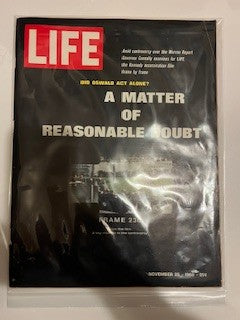 LIFE
Amid controversy over the Warren Report
Governor Connally examines for LIFE
the Kennedy assassination film
frame by frame
DID OSWALD ACT ALONE?
A MATTER
OF
REASONABLE DOUBT
FRAME 23
NOVEMBER 25, 1966 · 35¢